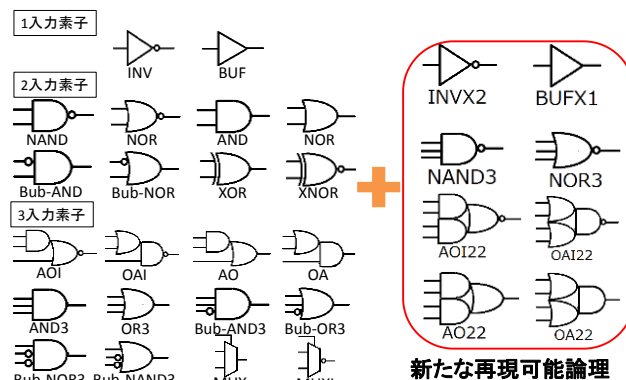 1入力素子
INV BUF
2入力素子
NAND NOR AND NOR
Bub-AND Bub-NOR XOR XNOR
3入力素子
AOI OAI AO OA
AND3 OR3 Bub-AND3 Bub-OR3
Bub-NOR3 Bub-NAND3 MUX
INVX2 BUFX1
NAND3 NOR3
AOI22 OAI22
AO22 OA22
新たな再現可能論理